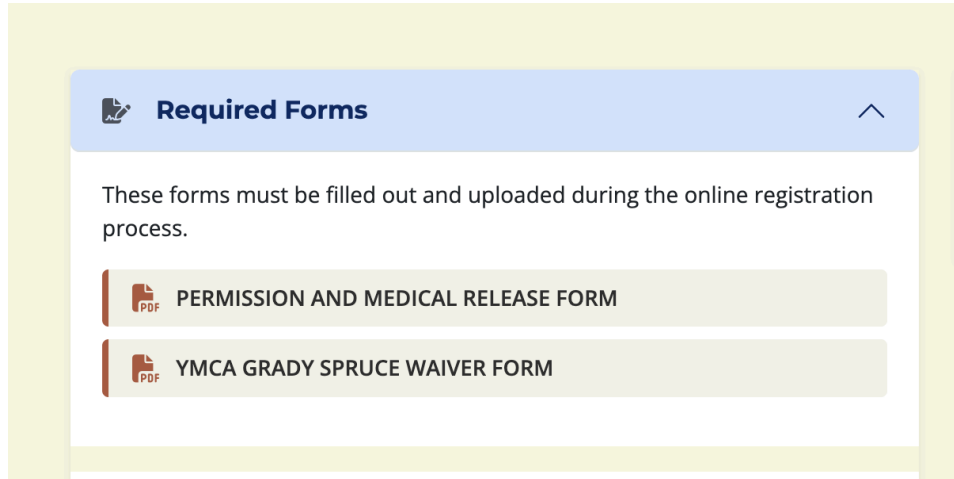 Required Forms
These forms must be filled out and uploaded during the online registration
process.
PDF PERMISSION AND MEDICAL RELEASE FORM
PDF YMCA GRADY SPRUCE WAIVER FORM